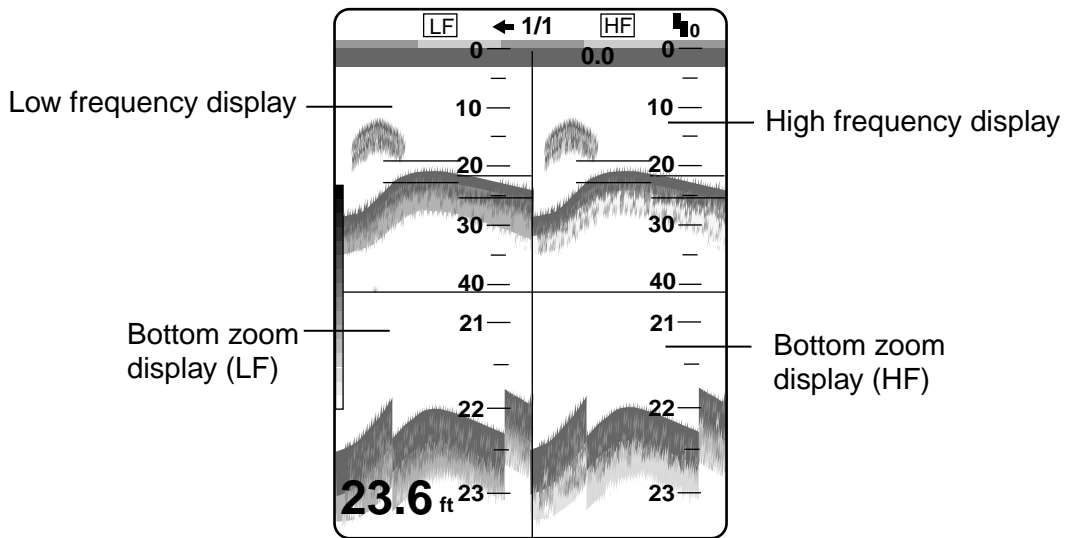 LF ← 1/1 HF 0
0 0.0 0
Low frequency display
10 10
High frequency display
20 20
30 30
40 40
21 21
Bottom zoom
display (LF)
Bottom zoom
display (HF)
22 22
23.6 ft 23 23